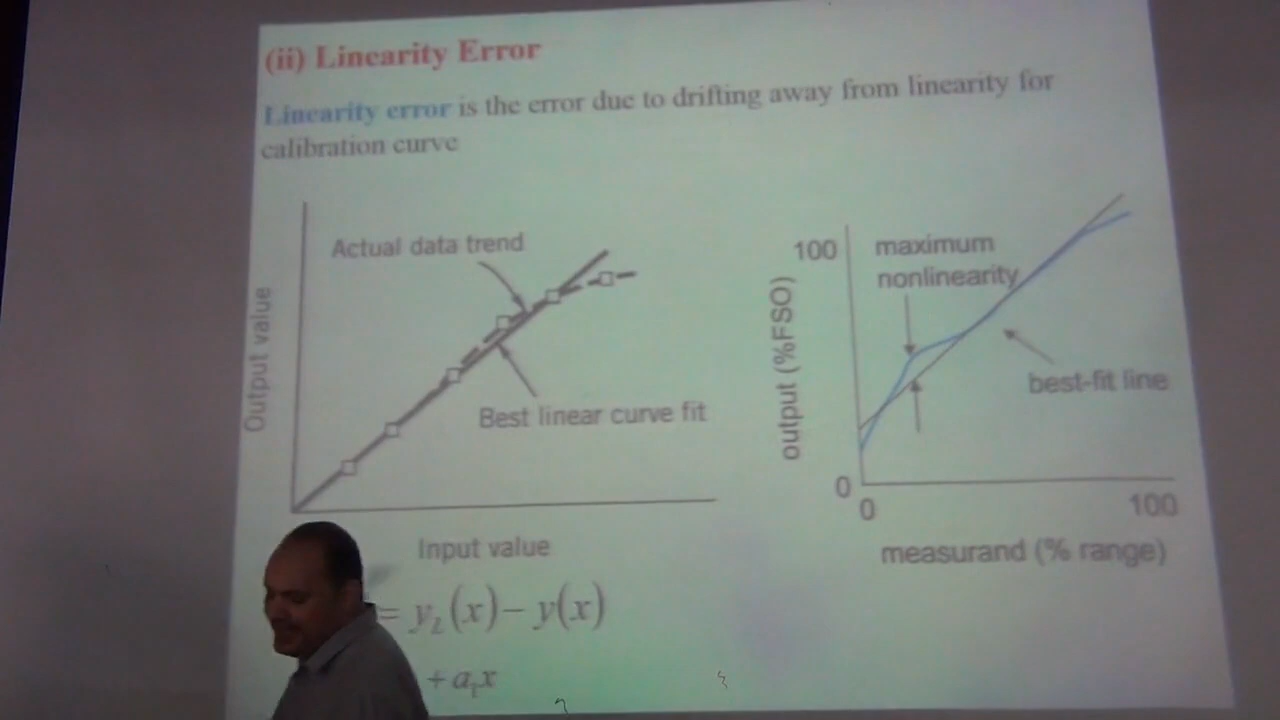 (ii) Linearity Error
Linearity error is the error due to drifting away from linearity for
calibration curve
Actual data trend
Best linear curve fit
Output value
Input value
100
maximum
nonlinearity
best-fit line
output (%FSO)
0
0
100
measurand (% range)
= y_L(x) − y(x)
+ a₁x